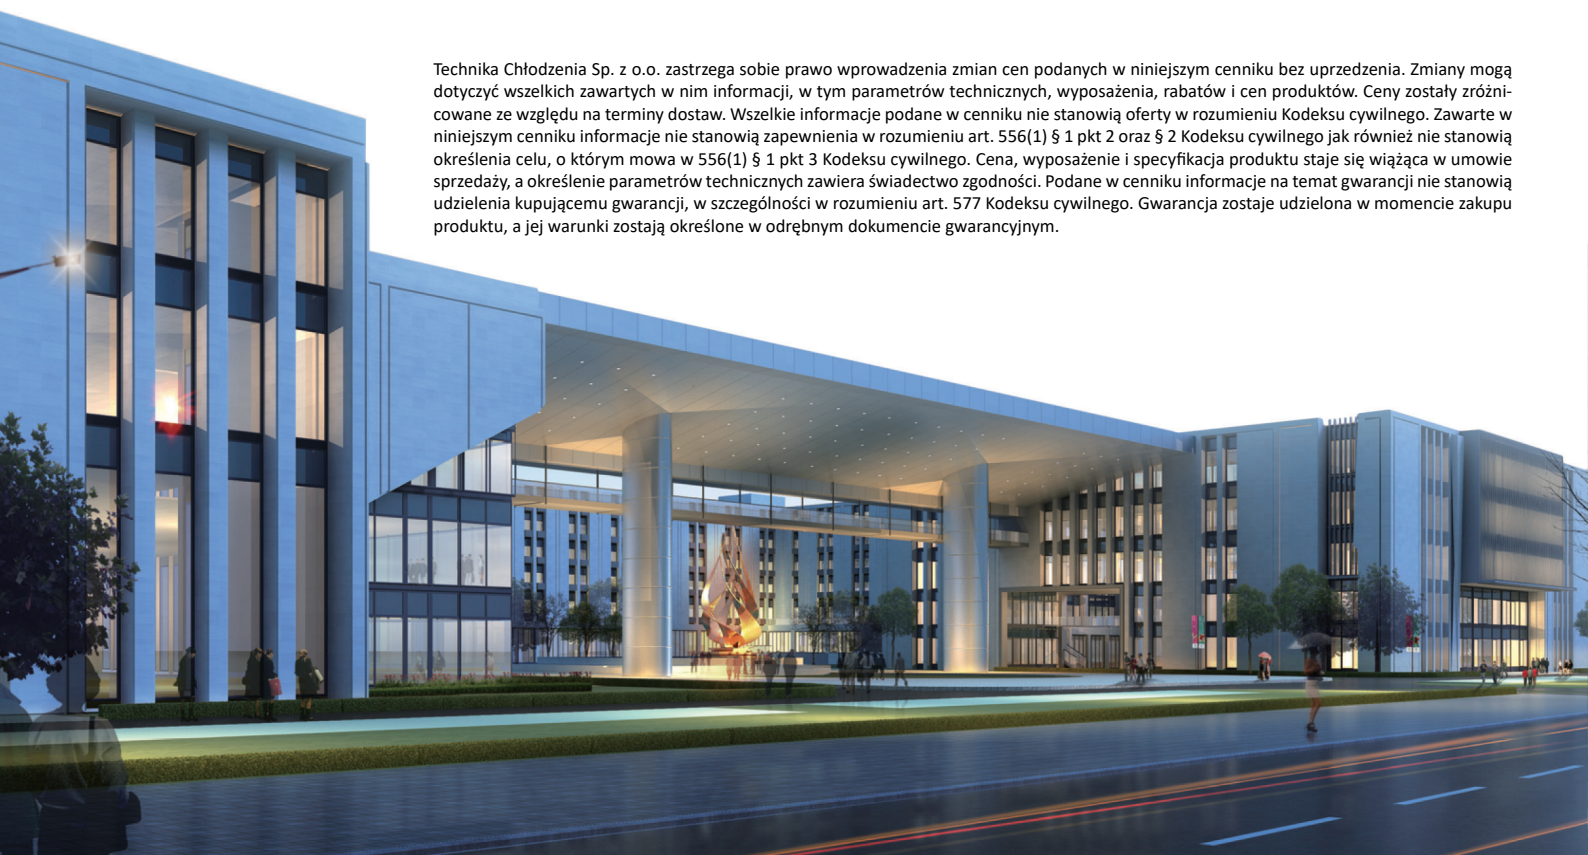 Technika Chłodzenia Sp. z o.o. zastrzega sobie prawo wprowadzenia zmian cen podanych w niniejszym cenniku bez uprzedzenia. Zmiany mogą
dotyczyć wszelkich zawartych w nim informacji, w tym parametrów technicznych, wyposażenia, rabatów i cen produktów. Ceny zostały zróżni-
cowane ze względu na terminy dostaw. Wszelkie informacje podane w cenniku nie stanowią oferty w rozumieniu Kodeksu cywilnego. Zawarte w
niniejszym cenniku informacje nie stanowią zapewnienia w rozumieniu art. 556(1) § 1 pkt 2 oraz § 2 Kodeksu cywilnego jak również nie stanowią
określenia celu, o którym mowa w 556(1) § 1 pkt 3 Kodeksu cywilnego. Cena, wyposażenie i specyfikacja produktu staje się wiążąca w umowie
sprzedaży, a określenie parametrów technicznych zawiera świadectwo zgodności. Podane w cenniku informacje na temat gwarancji nie stanowią
udzielenia kupującemu gwarancji, w szczególności w rozumieniu art. 577 Kodeksu cywilnego. Gwarancja zostaje udzielona w momencie zakupu
produktu, a jej warunki zostają określone w odrębnym dokumencie gwarancyjnym.